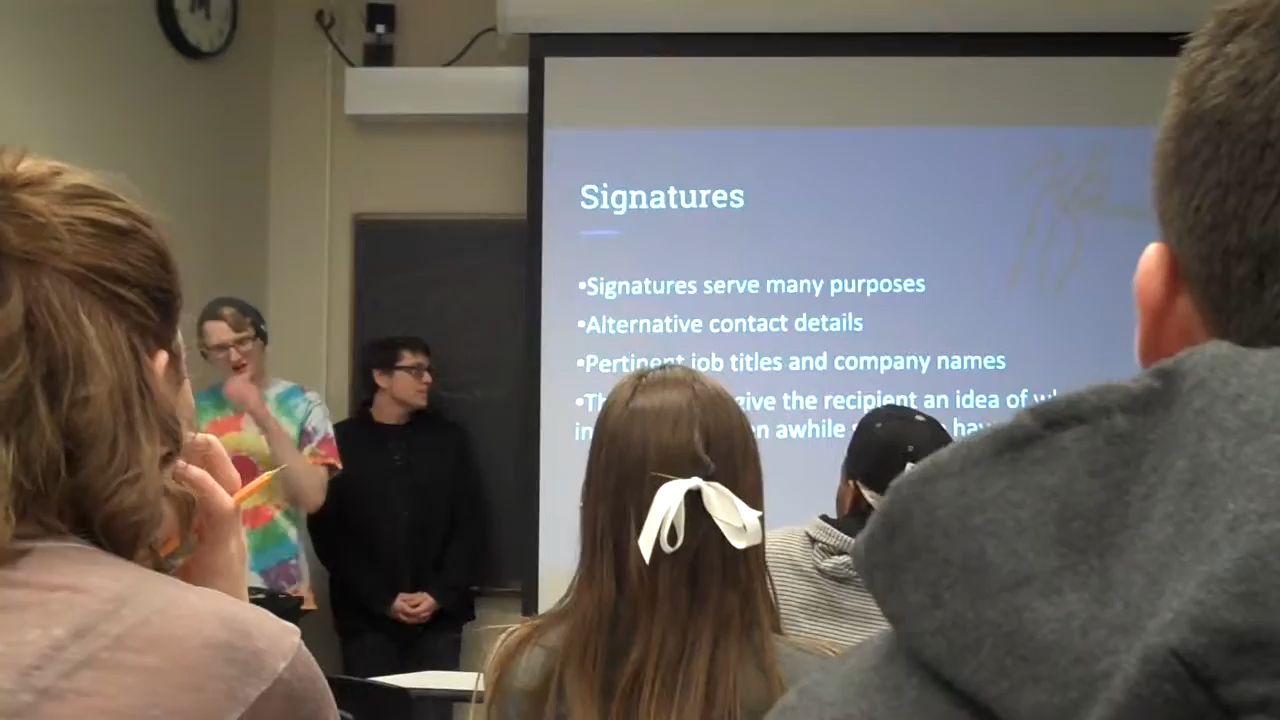 Signatures
•Signatures serve many purposes
•Alternative contact details
•Pertinent job titles and company names
give the recipient an idea of
awhile